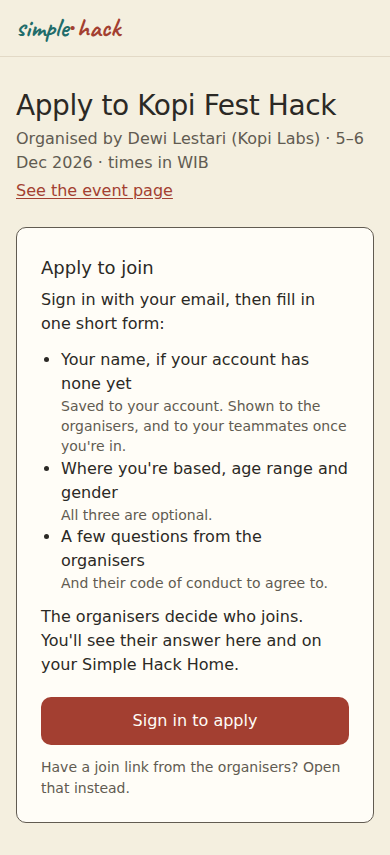 simple hack
Apply to Kopi Fest Hack
Organised by Dewi Lestari (Kopi Labs) · 5–6
Dec 2026 · times in WIB
See the event page
Apply to join
Sign in with your email, then fill in
one short form:
• Your name, if your account has
none yet
Saved to your account. Shown to the
organisers, and to your teammates once
you're in.
• Where you're based, age range and
gender
All three are optional.
• A few questions from the
organisers
And their code of conduct to agree to.
The organisers decide who joins.
You'll see their answer here and on
your Simple Hack Home.
Sign in to apply
Have a join link from the organisers? Open
that instead.